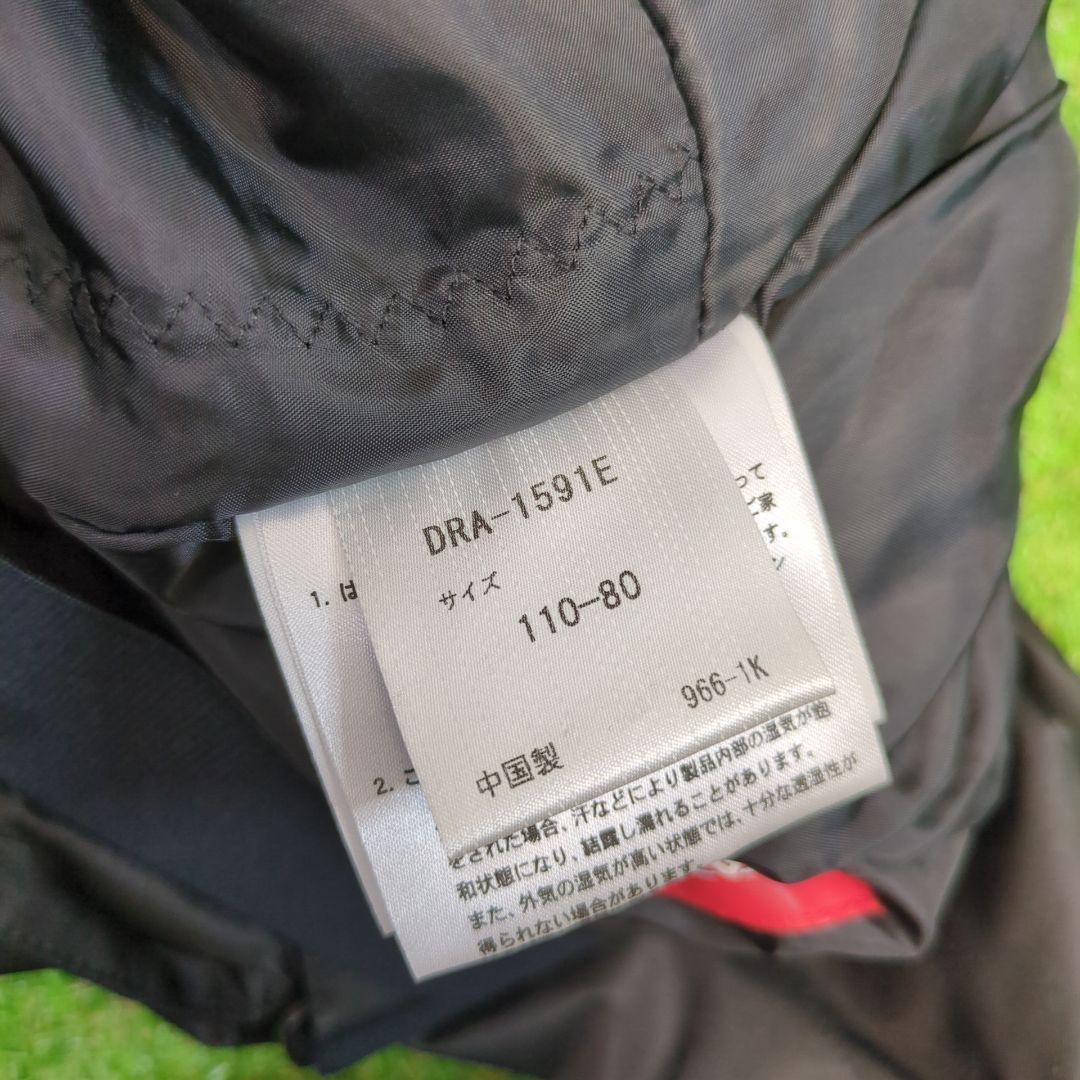 DRA-1591E
サイズ
110-80
966-1K
中国製
って
ご家
す。
ン
1. は
2. こ
をされた場合、汗などにより製品内部の湿気が飽
和状態になり、結露し濡れることがあります。
また、外気の湿気が高い状態では、十分な透湿性が
得られない場合があります。